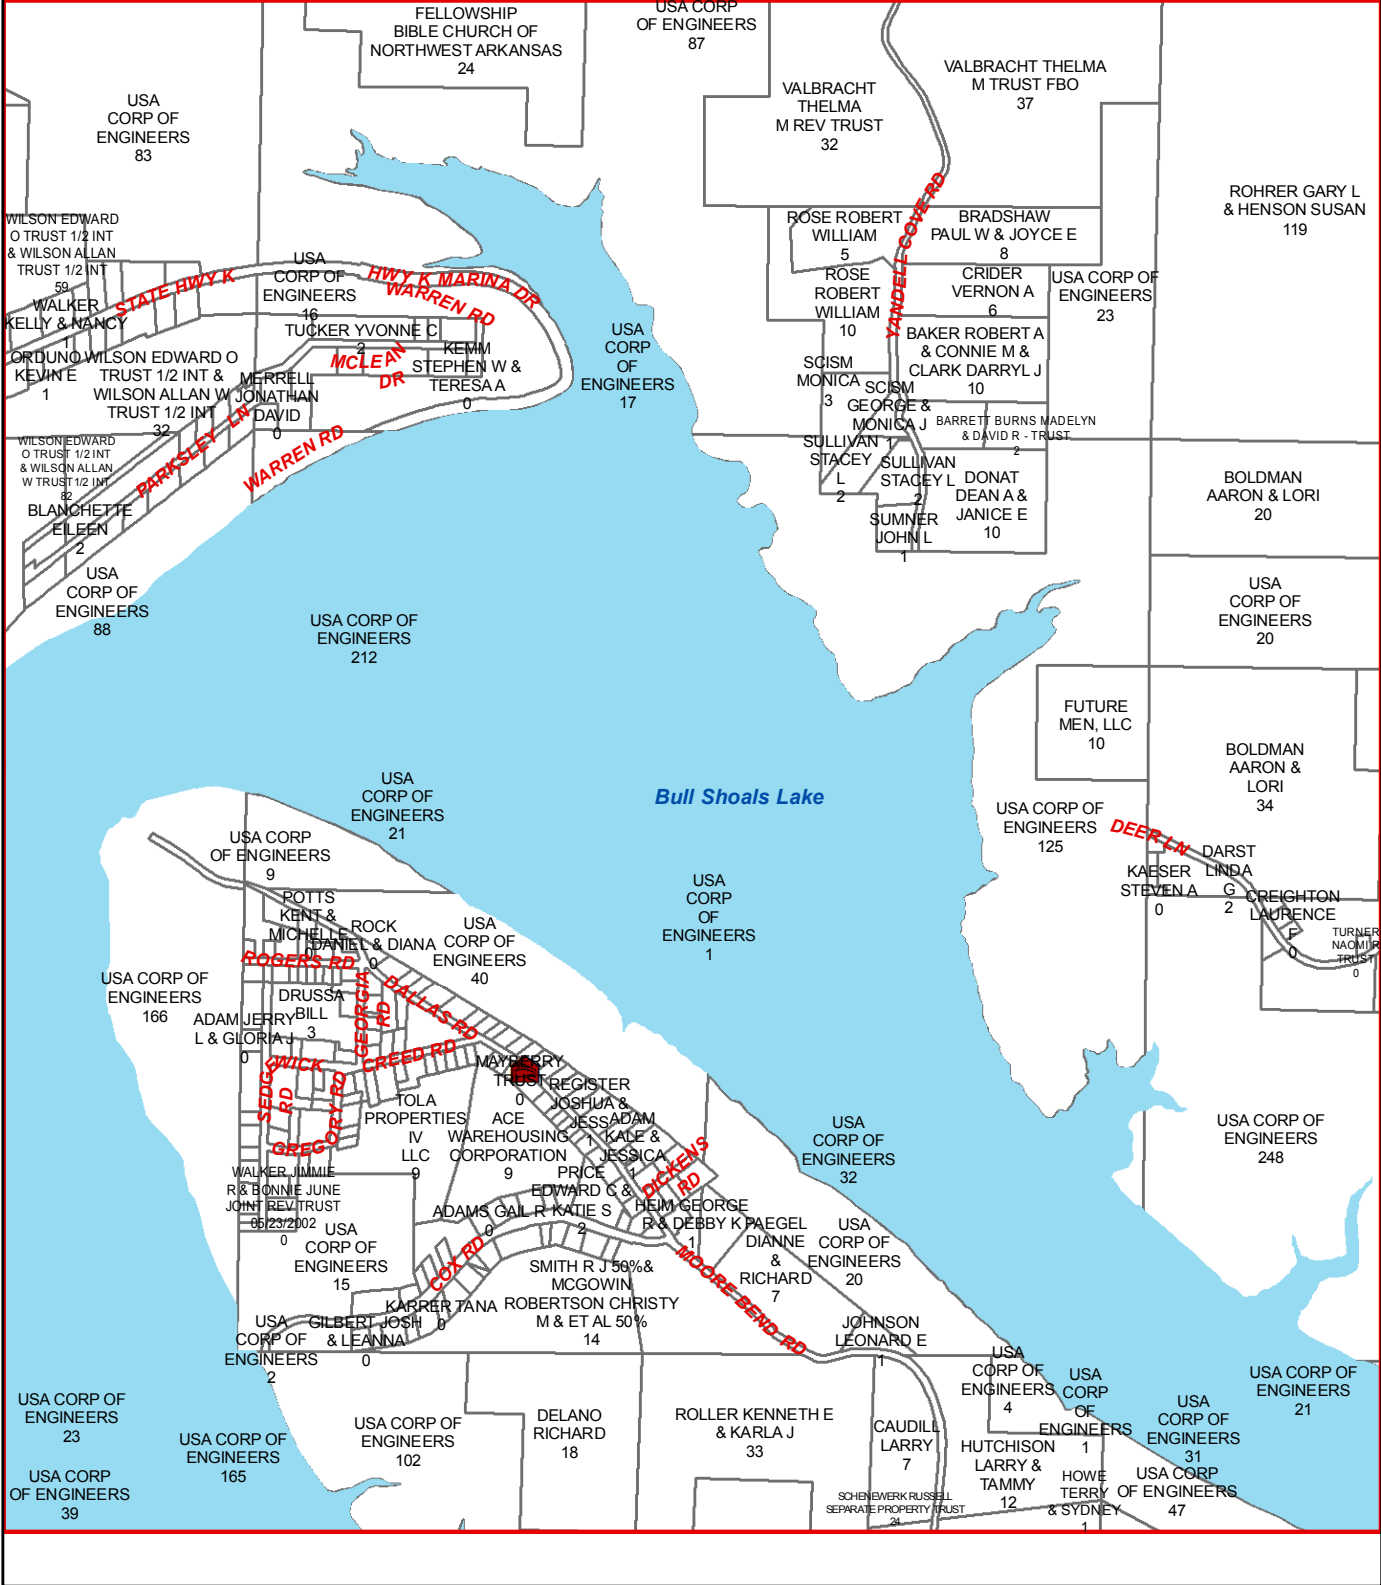 FELLOWSHIP
BIBLE CHURCH OF
NORTHWEST ARKANSAS
24
USA CORP
OF ENGINEERS
87
VALBRACHT THELMA
M TRUST FBO
37
VALBRACHT
THELMA
M REV TRUST
32
USA
CORP OF
ENGINEERS
83
ROHRER GARY L
& HENSON SUSAN
119
YANDELL COVE RD
ROSE ROBERT
WILLIAM
5
BRADSHAW
PAUL W & JOYCE E
8
WILSON EDWARD
O TRUST 1/2 INT
& WILSON ALLAN
TRUST 1/2 INT
59
STATE HWY K
USA
CORP OF
ENGINEERS
16
HWY K MARINA DR
WARREN RD
ROSE
ROBERT
WILLIAM
10
CRIDER
VERNON A
6
USA CORP OF
ENGINEERS
23
WALKER
KELLY & NANCY
1
TUCKER YVONNE C
2
USA
CORP
OF
ENGINEERS
17
BAKER ROBERT A
& CONNIE M &
CLARK DARRYL J
10
ORDUNO
KEVIN E
1
WILSON EDWARD O
TRUST 1/2 INT &
WILSON ALLAN W
TRUST 1/2 INT
32
MERRELL
JONATHAN
DAVID
0
MCLEAN
DR
KEMM
STEPHEN W &
TERESA A
0
SCISM
MONICA
3
SCISM
GEORGE &
MONICA J
1
BARRETT BURNS MADELYN
& DAVID R - TRUST
2
WILSON EDWARD
O TRUST 1/2 INT
& WILSON ALLAN
W TRUST 1/2 INT
82
PARKSLEY LN
WARREN RD
SULLIVAN
STACEY
L
2
SULLIVAN
STACEY L
2
DONAT
DEAN A &
JANICE E
10
BOLDMAN
AARON & LORI
20
BLANCHETTE
EILEEN
2
SUMNER
JOHN L
1
USA
CORP OF
ENGINEERS
88
USA CORP OF
ENGINEERS
212
USA
CORP OF
ENGINEERS
20
FUTURE
MEN, LLC
10
BOLDMAN
AARON &
LORI
34
USA
CORP OF
ENGINEERS
21
Bull Shoals Lake
USA CORP OF
ENGINEERS
125
DEER LN
USA CORP
OF ENGINEERS
9
KAESER
STEVEN A
0
DARST
LINDA
G
2
USA
CORP
OF
ENGINEERS
1
CREIGHTON
LAURENCE
F
0
TURNER
NAOMI R
TRUST
0
POTTS
KENT &
MICHELLE
0
ROCK
DANIEL & DIANA
0
USA
CORP OF
ENGINEERS
40
ROGERS RD
USA CORP OF
ENGINEERS
166
DRUSSA
BILL
3
GEORGIA
RD
DALLAS RD
ADAM JERRY
L & GLORIA J
0
CREED RD
SEDGEWICK
RD
GREGORY RD
MAYBERRY
TRUST
0
REGISTER
JOSHUA &
JESS
1
TOLA
PROPERTIES
IV
LLC
9
ACE
WAREHOUSING
CORPORATION
9
ADAM
KALE &
JESSICA
1
DICKENS
RD
USA
CORP OF
ENGINEERS
32
USA CORP OF
ENGINEERS
248
WALKER JIMMIE
R & BONNIE JUNE
JOINT REV TRUST
05/23/2002
0
PRICE
EDWARD C &
KATIE S
2
ADAMS GAIL R
0
HEIM GEORGE
R & DEBBY K
1
PAEGEL
DIANNE
&
RICHARD
7
USA
CORP OF
ENGINEERS
20
USA
CORP OF
ENGINEERS
15
COX RD
MOORE BEND RD
SMITH R J 50%&
MCGOWIN
ROBERTSON CHRISTY
M & ET AL 50%
14
KARRER TANA
0
GILBERT JOSH
& LEANNA
0
USA
CORP OF
ENGINEERS
2
JOHNSON
LEONARD E
1
USA
CORP OF
ENGINEERS
4
USA
CORP
OF
ENGINEERS
1
USA CORP OF
ENGINEERS
21
USA CORP OF
ENGINEERS
23
USA CORP OF
ENGINEERS
165
USA CORP OF
ENGINEERS
102
DELANO
RICHARD
18
ROLLER KENNETH E
& KARLA J
33
CAUDILL
LARRY
7
USA
CORP OF
ENGINEERS
31
HUTCHISON
LARRY &
TAMMY
12
HOWE
TERRY
& SYDNEY
1
USA CORP
OF ENGINEERS
47
USA CORP
OF ENGINEERS
39
SCHENEWERK RUSSELL
SEPARATE PROPERTY TRUST
24